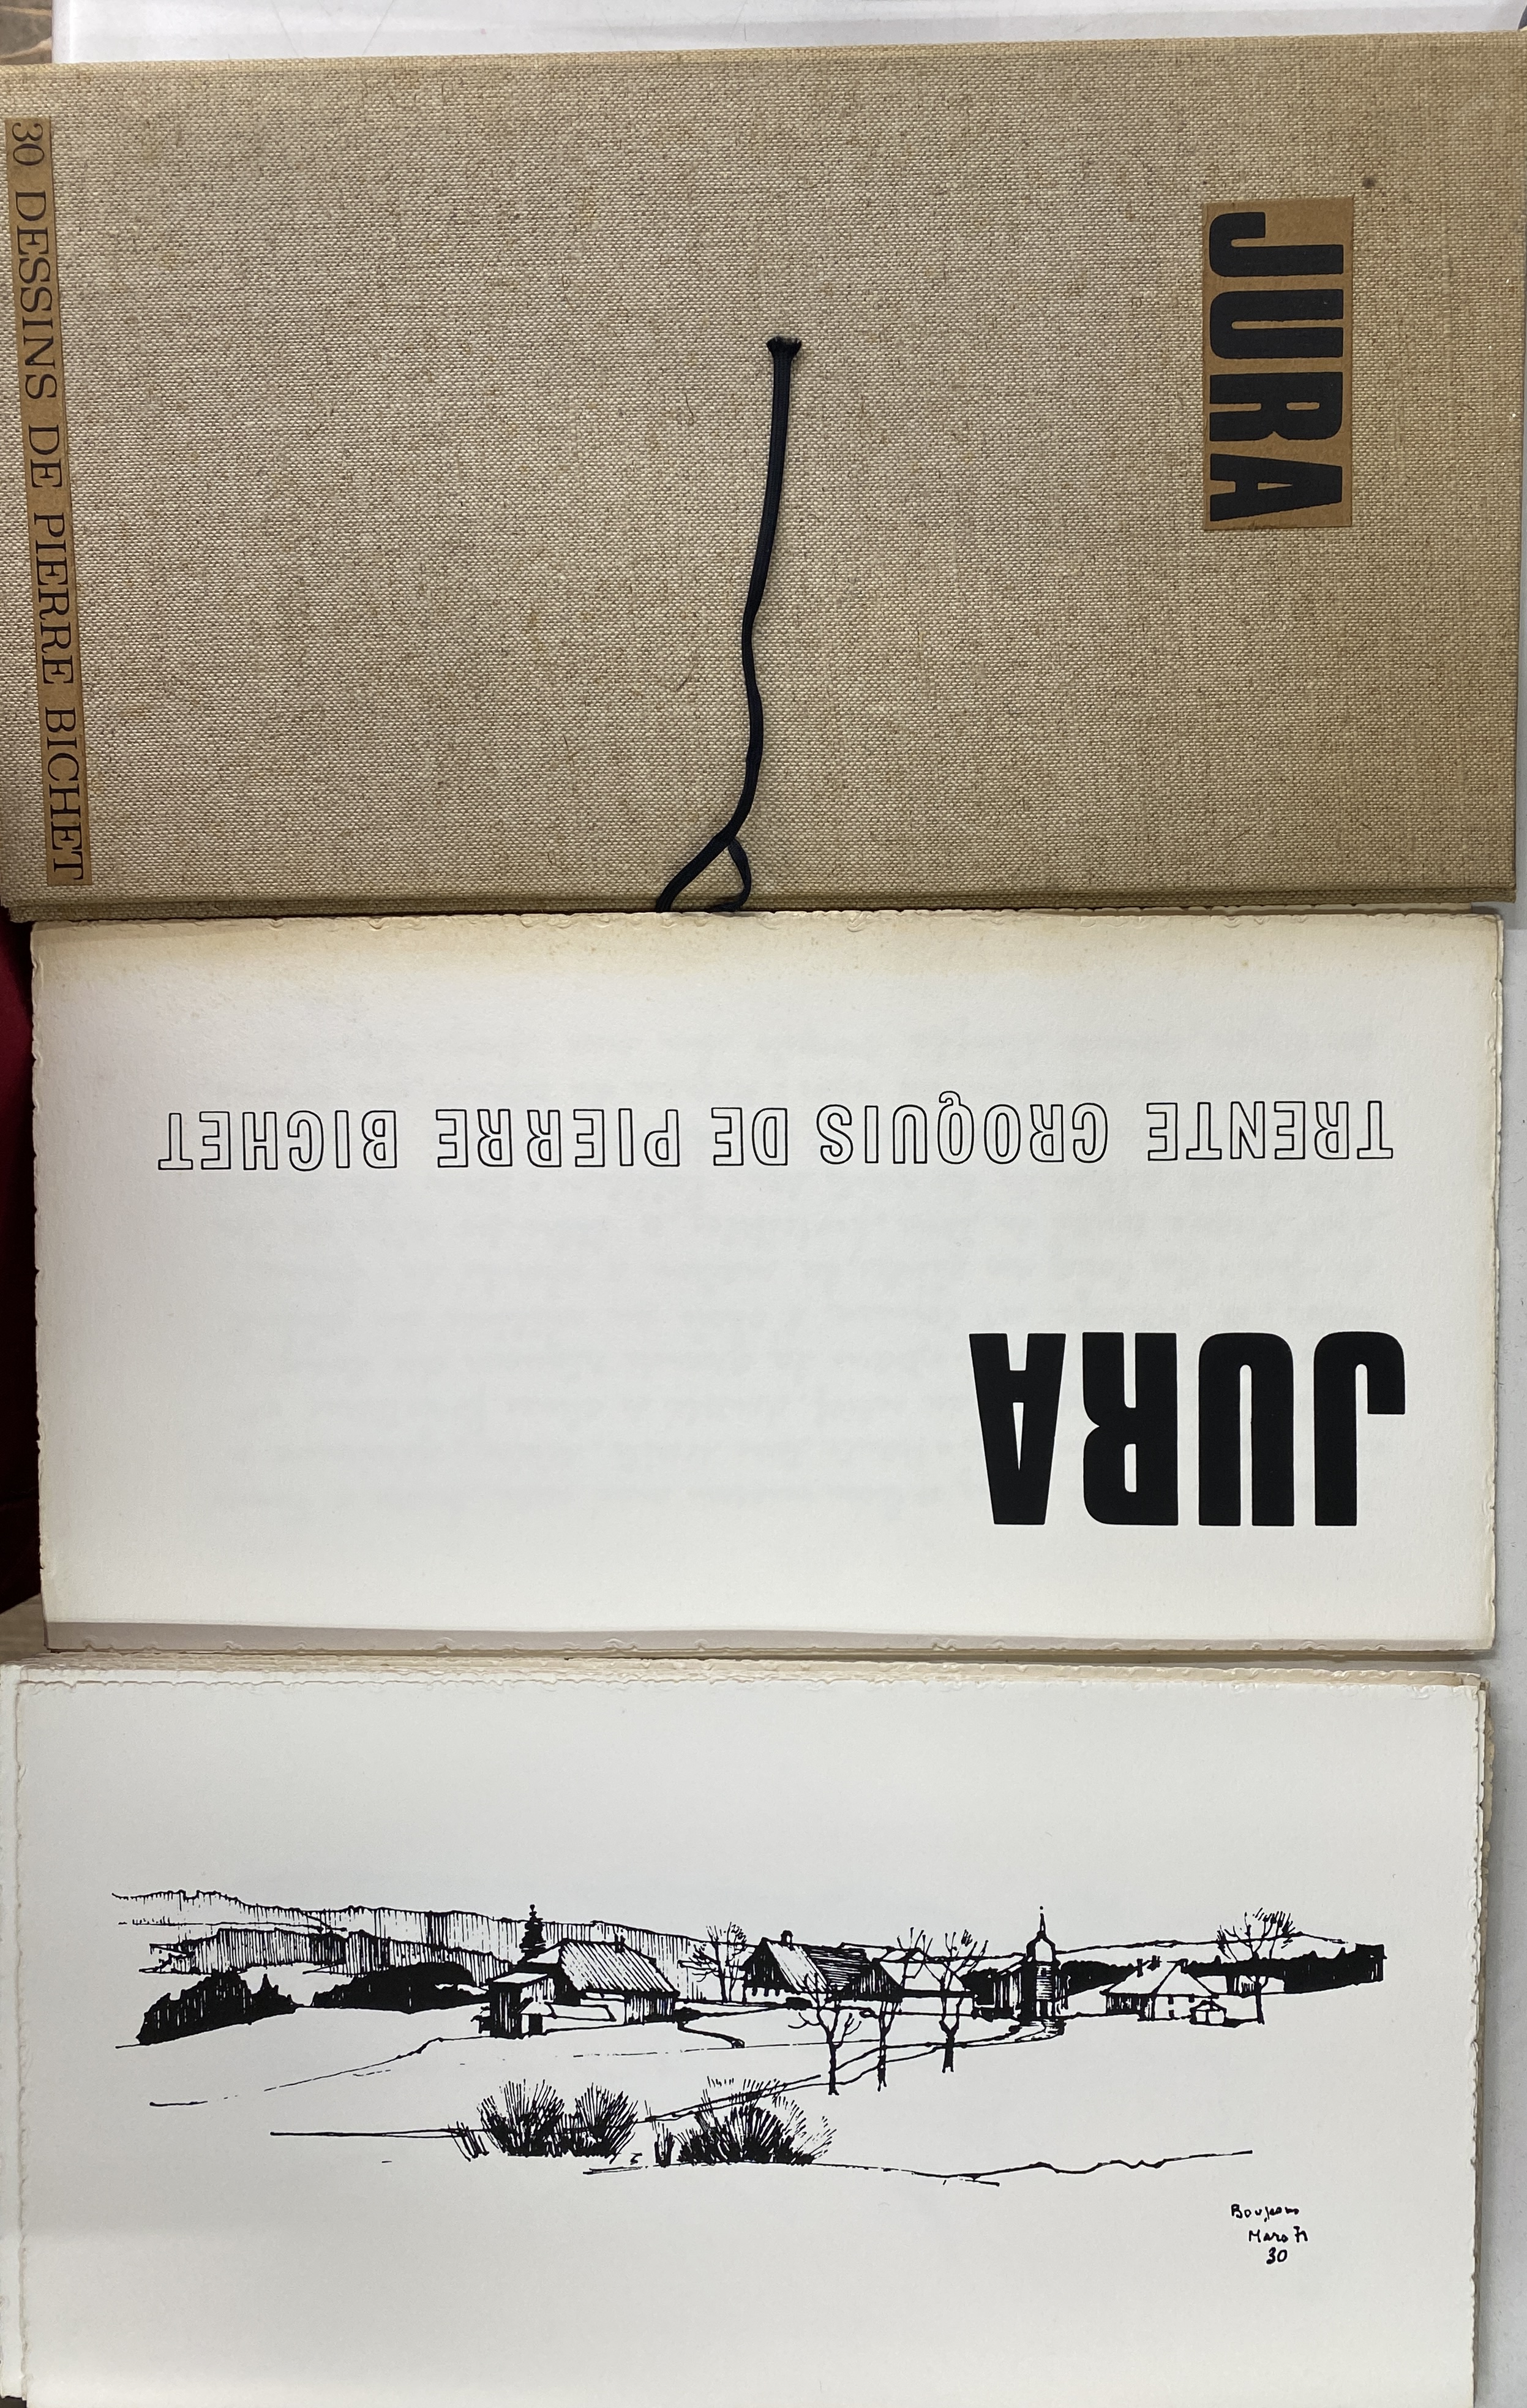 JURA
30 DESSINS DE PIERRE BICHET
JURA
TRENTE CROQUIS DE PIERRE BICHET
Boujeons
Mars 71
30